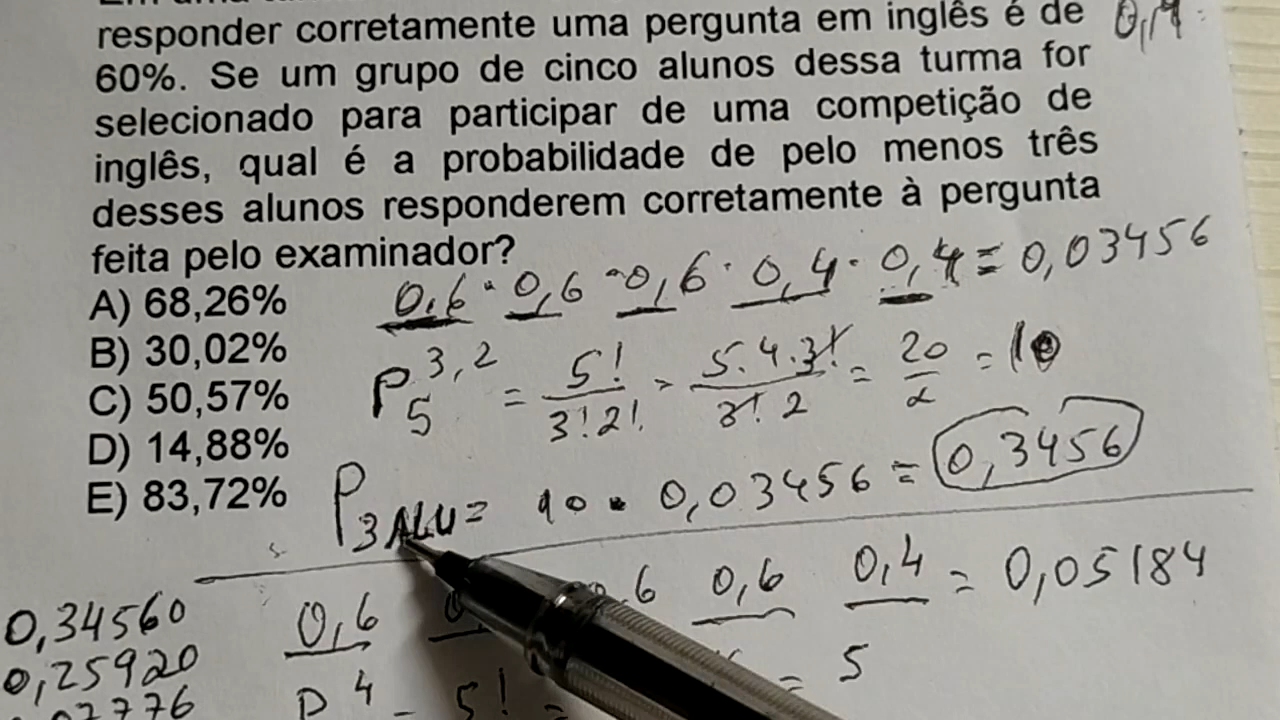 responder corretamente uma pergunta em inglês é de
60%. Se um grupo de cinco alunos dessa turma for
selecionado para participar de uma competição de
inglês, qual é a probabilidade de pelo menos três
desses alunos responderem corretamente à pergunta
feita pelo examinador?
A) 68,26%
B) 30,02%
C) 50,57%
D) 14,88%
E) 83,72%
0,6 · 0,6 · 0,6 · 0,4 · 0,4 = 0,03456
P5^3,2 = 5!/3!2! = 5.4.3!/3! 2 = 20/2 = 10
P3ALU = 10 · 0,03456 = 0,3456
0,6 0,6 0,4 = 0,05184
P^4 = 5! = = 5
0,34560
0,25920